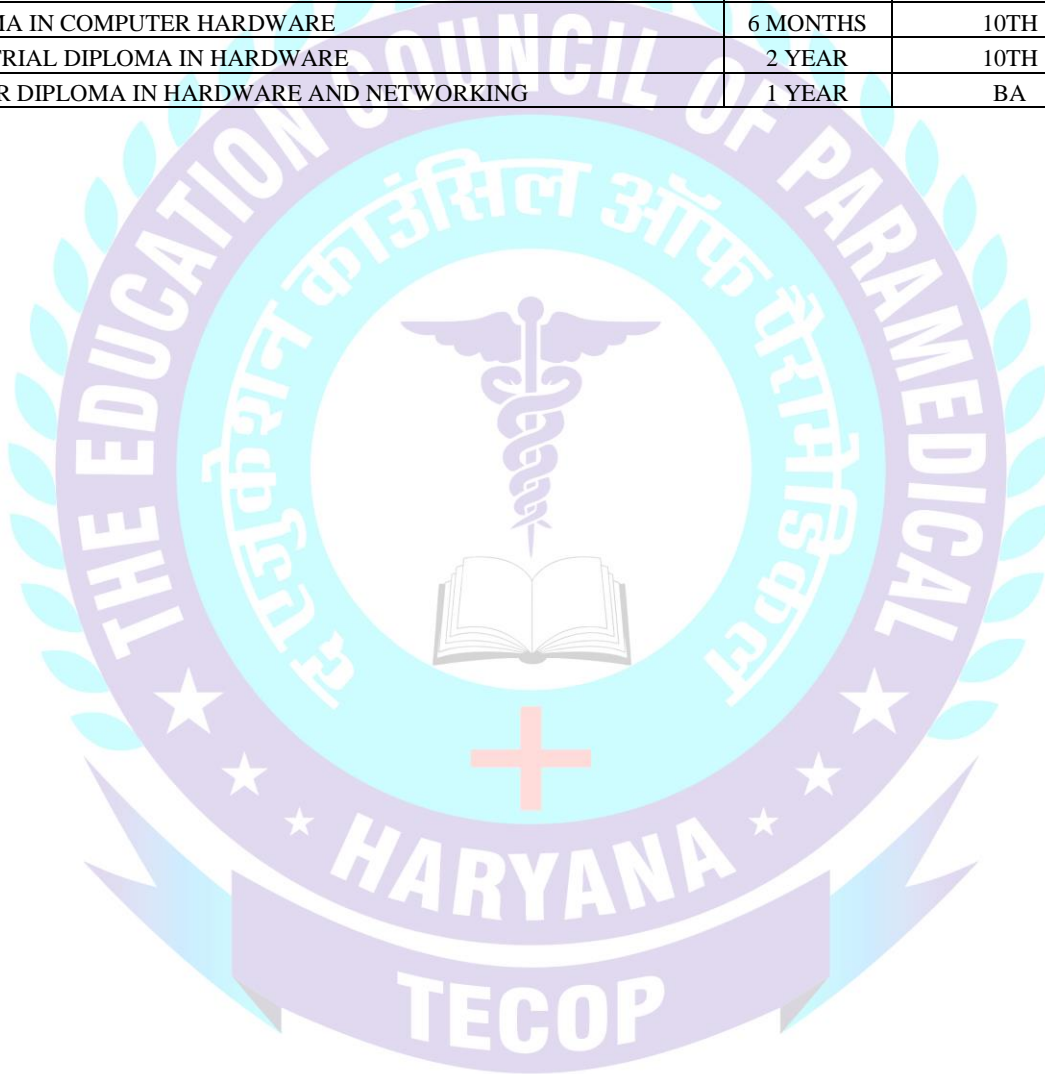 MA IN COMPUTER HARDWARE 6 MONTHS 10TH
TRIAL DIPLOMA IN HARDWARE 2 YEAR 10TH
R DIPLOMA IN HARDWARE AND NETWORKING 1 YEAR BA
THE EDUCATION COUNCIL OF PARAMEDICAL
द एजुकेशन काउंसिल ऑफ पैरामेडिकल
HARYANA
TECOP